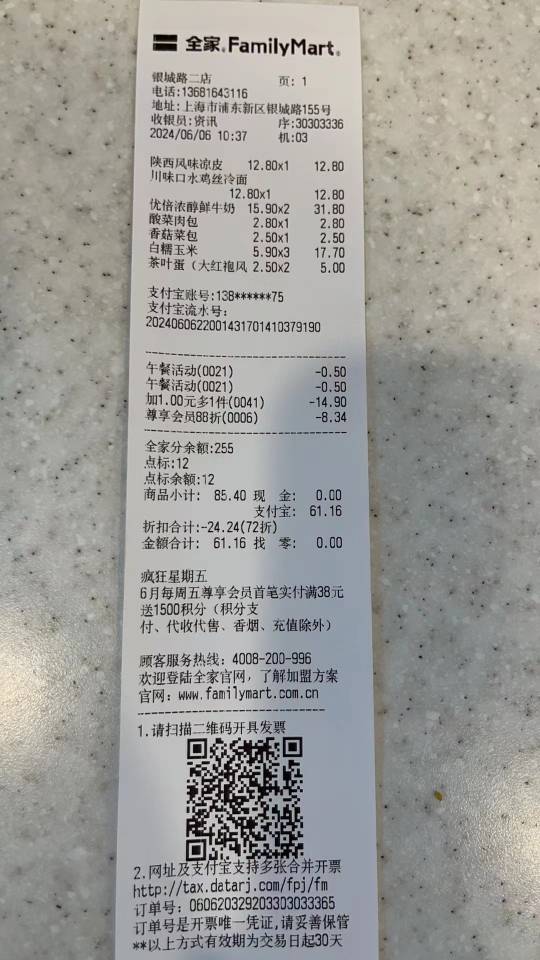 全家 FamilyMart
银城路二店 页: 1
电话:13681643116
地址:上海市浦东新区银城路155号
收银员:资讯 序:30303336
2024/06/06 10:37 机:03
陕西风味凉皮 12.80x1 12.80
川味口水鸡丝冷面
12.80x1 12.80
优倍浓醇鲜牛奶 15.90x2 31.80
酸菜肉包 2.80x1 2.80
香菇菜包 2.50x1 2.50
白糯玉米 5.90x3 17.70
茶叶蛋（大红袍风 2.50x2 5.00
支付宝账号:138******75
支付宝流水号:
2024060622001431701410379190
午餐活动(0021) -0.50
午餐活动(0021) -0.50
加1.00元多1件(0041) -14.90
尊享会员88折(0006) -8.34
全家分余额:255
点标:12
点标余额:12
商品小计: 85.40 现 金: 0.00
支付宝: 61.16
折扣合计:-24.24(72折)
金额合计: 61.16 找 零: 0.00
疯狂星期五
6月每周五尊享会员首笔实付满38元
送1500积分（积分支
付、代收代售、香烟、充值除外）
顾客服务热线: 4008-200-996
欢迎登陆全家官网，了解加盟方案
官网: www.familymart.com.cn
1.请扫描二维码开具发票
2.网址及支付宝支持多张合并开票
http://tax.datarj.com/fpj/fm
订单号: 060620329203303033365
订单号是开票唯一凭证,请妥善保管
**以上方式有效期为交易日起30天